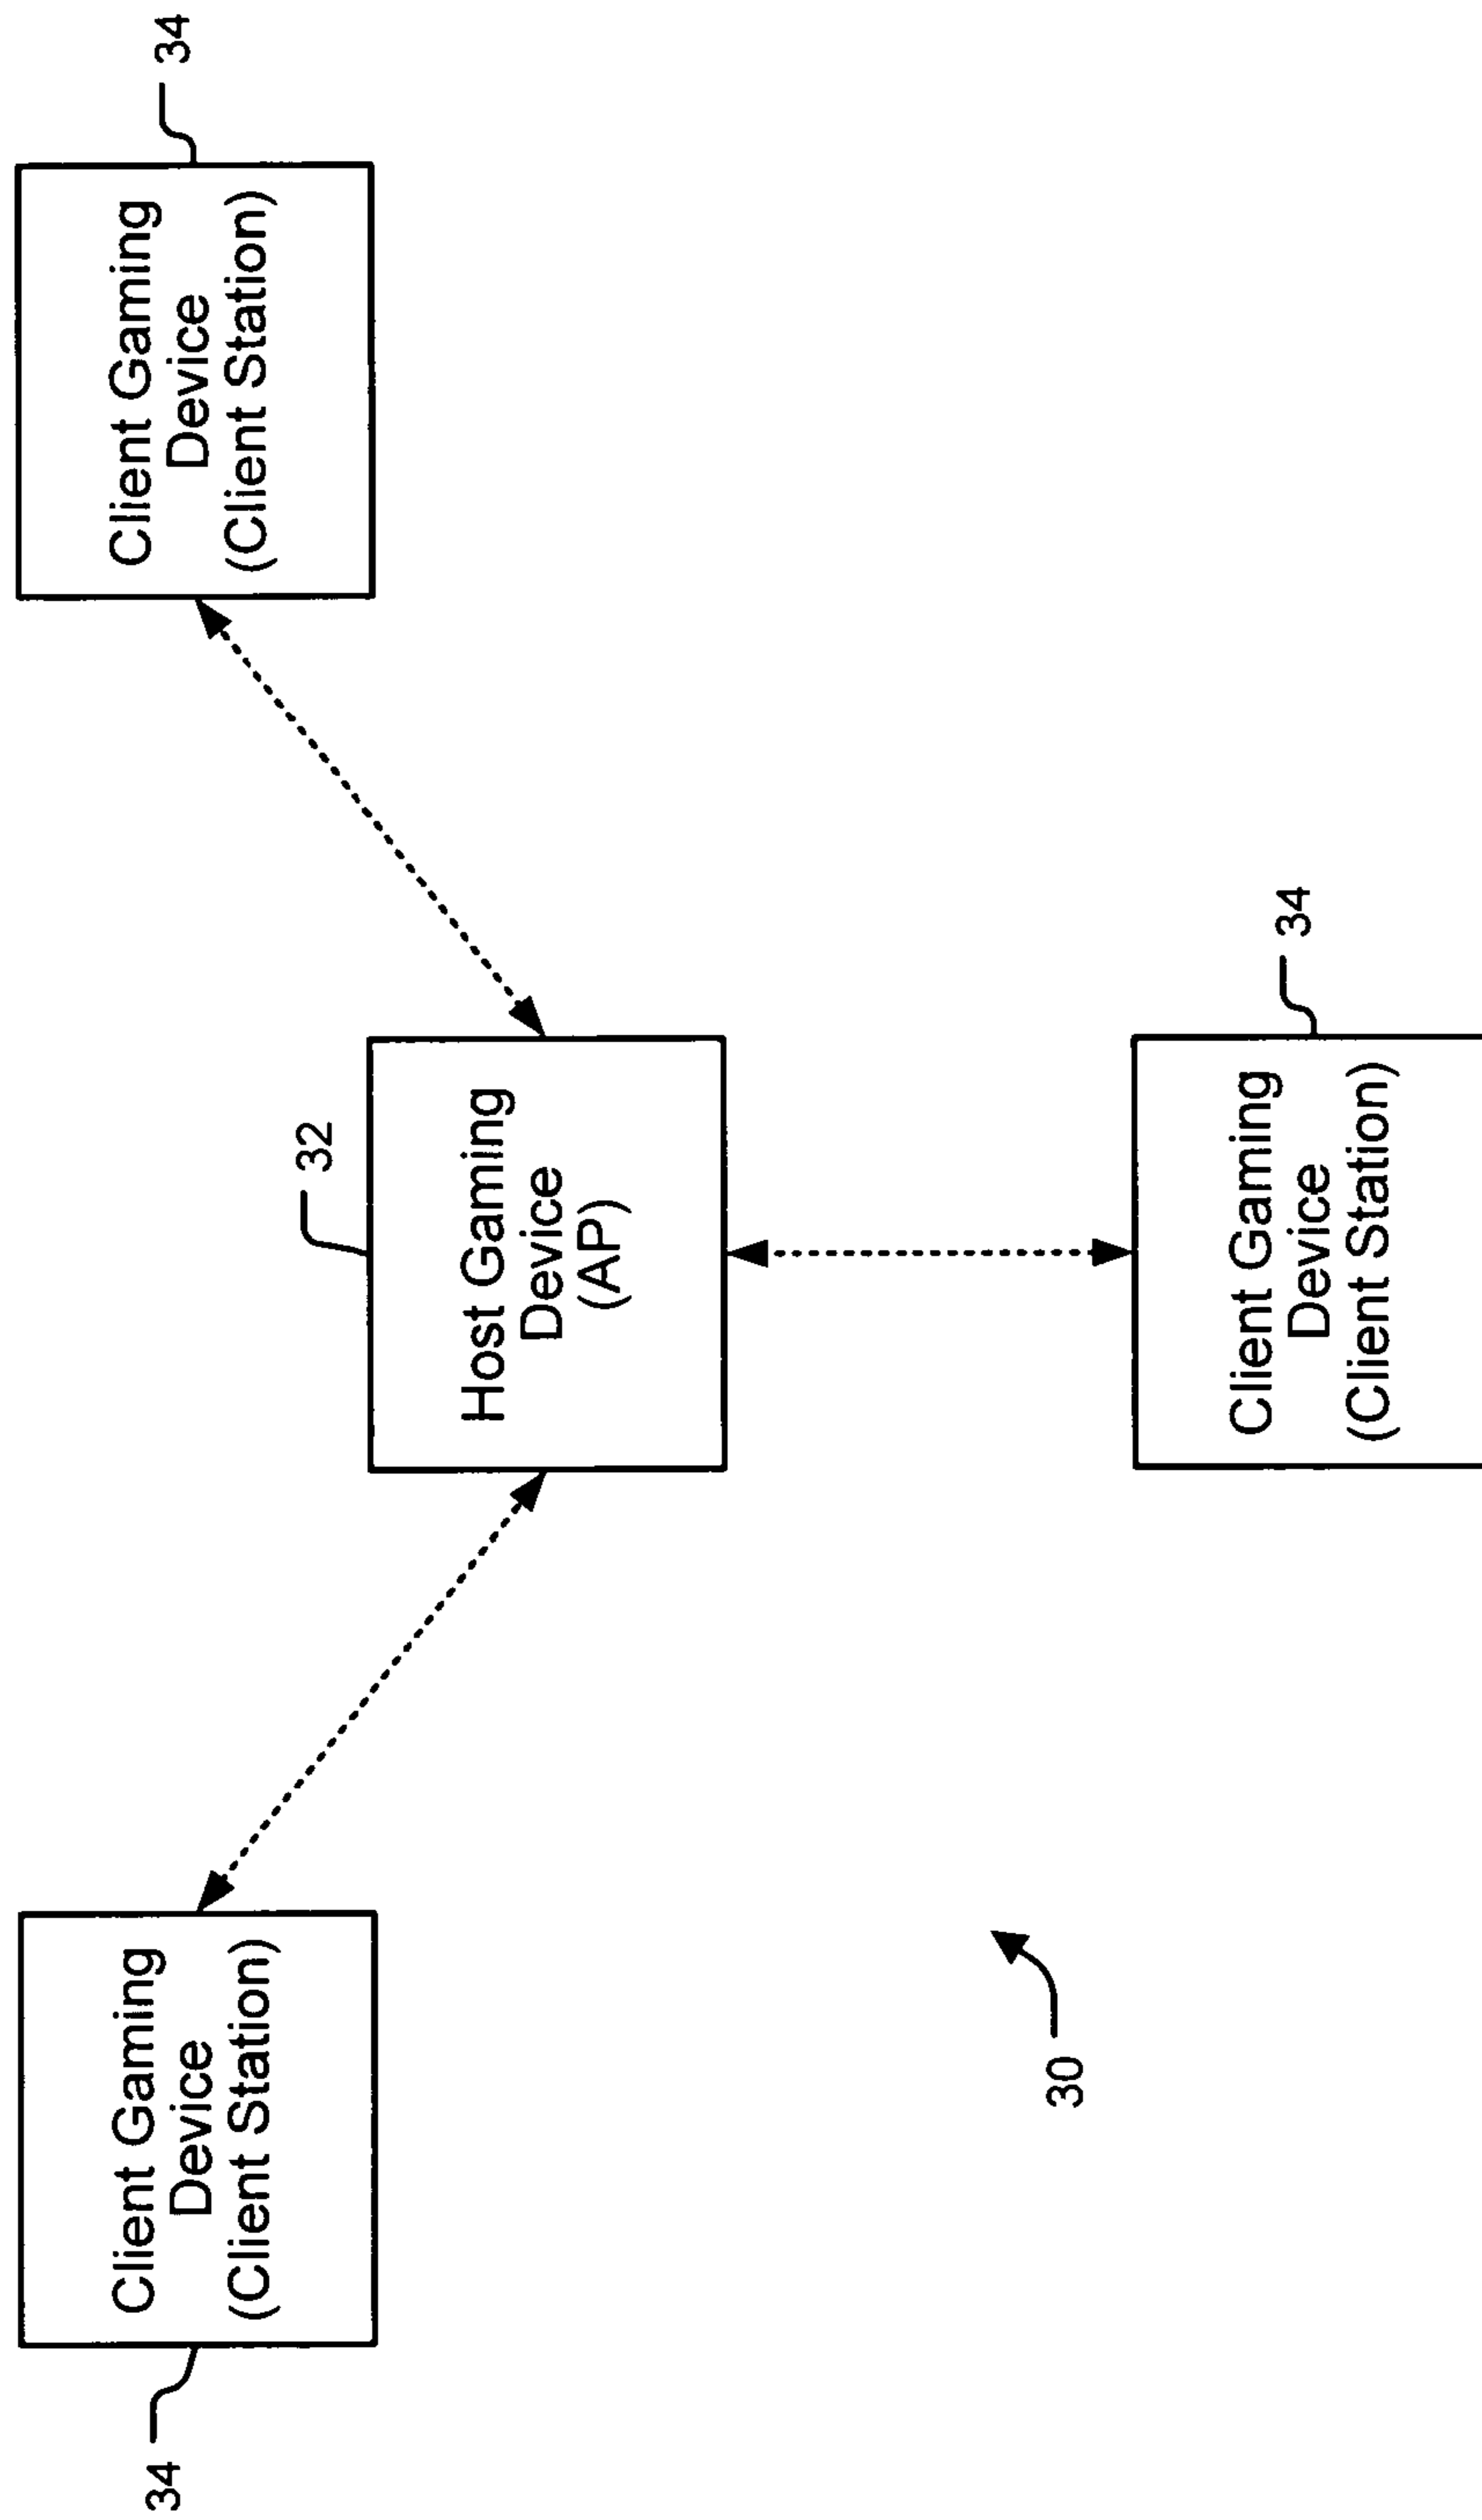 34
Client Gaming
Device
(Client Station)
Client Gaming
Device
(Client Station)
34
32
Host Gaming
Device
(AP)
30
Client Gaming
Device
(Client Station)
34